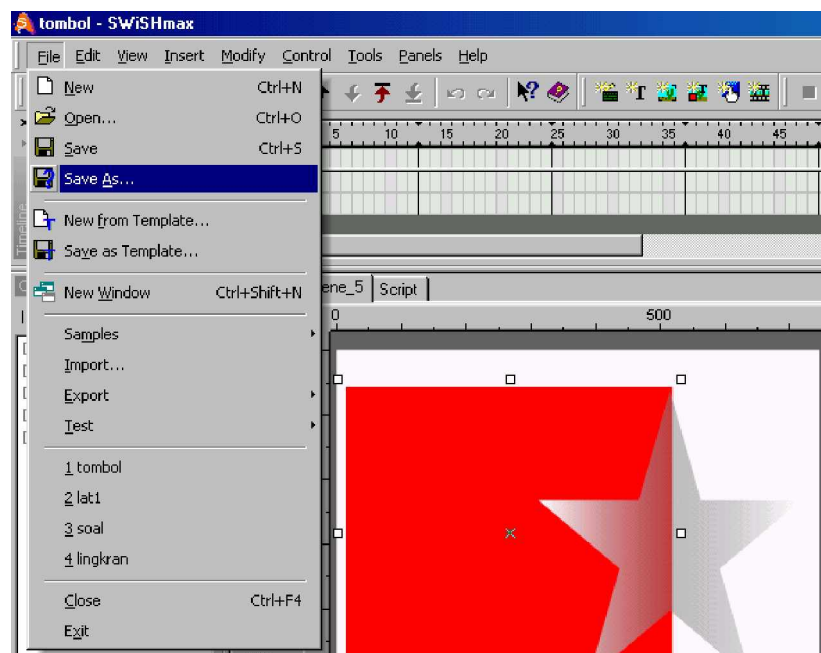 tombol - SWiSHmax
File Edit View Insert Modify Control Tools Panels Help
New Ctrl+N
Open... Ctrl+O
Save Ctrl+S
Save As...
New from Template...
Save as Template...
New Window Ctrl+Shift+N
Samples
Import...
Export
Test
1 tombol
2 lat1
3 soal
4 lingkran
Close Ctrl+F4
Exit
5 10 15 20 25 30 35 40 45
Timeline
ene_5 Script
0 500